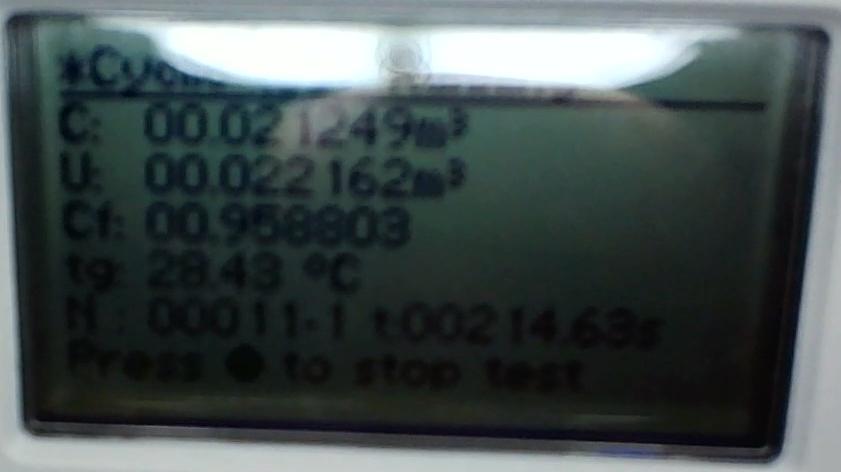 C: 00.021249m³
U: 00.022162m³
Cf: 00.958803
tg: 28.43 °C
N : 00011-1 t:00214.63s
Press ● to stop test